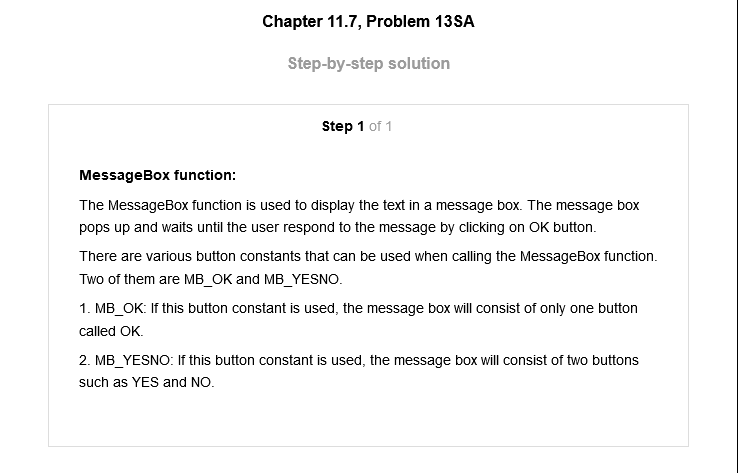 Chapter 11.7, Problem 13SA
Step-by-step solution
Step 1 of 1
MessageBox function:
The MessageBox function is used to display the text in a message box. The message box
pops up and waits until the user respond to the message by clicking on OK button.
There are various button constants that can be used when calling the MessageBox function.
Two of them are MB_OK and MB_YESNO.
1. MB_OK: If this button constant is used, the message box will consist of only one button
called OK.
2. MB_YESNO: If this button constant is used, the message box will consist of two buttons
such as YES and NO.